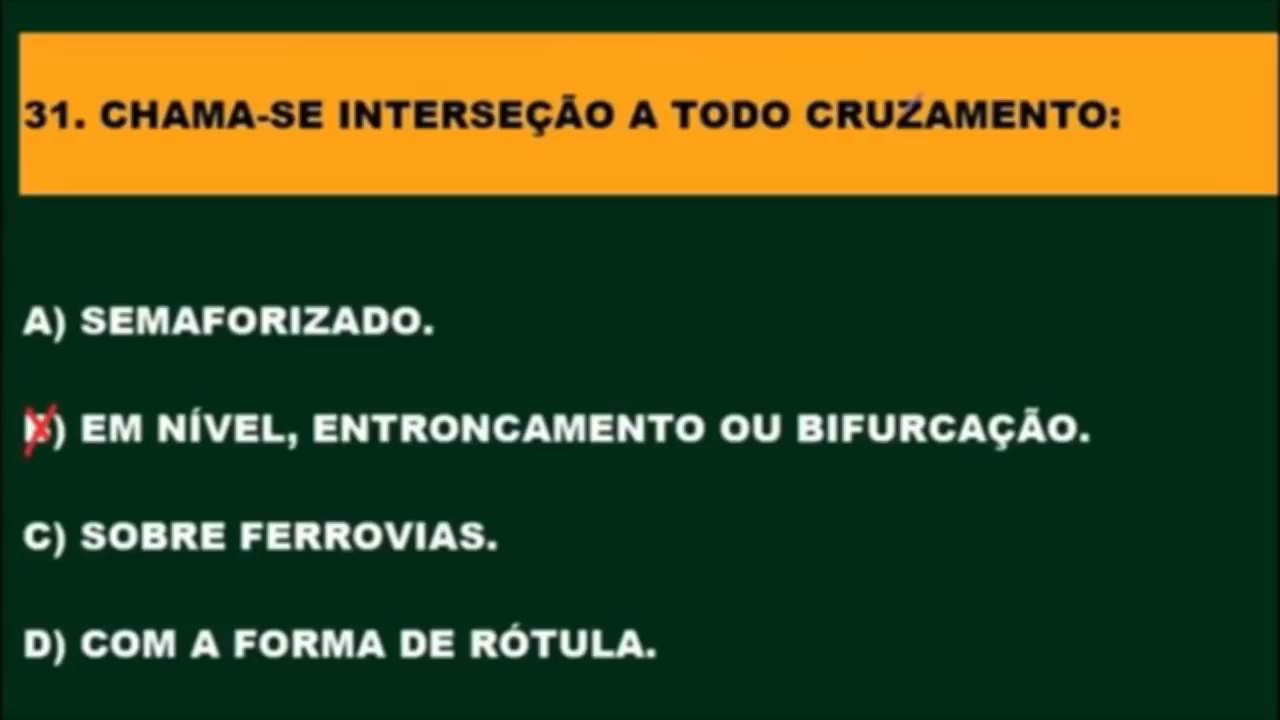 31. CHAMA-SE INTERSEÇÃO A TODO CRUZAMENTO:
A) SEMAFORIZADO.
B) EM NÍVEL, ENTRONCAMENTO OU BIFURCAÇÃO.
C) SOBRE FERROVIAS.
D) COM A FORMA DE RÓTULA.